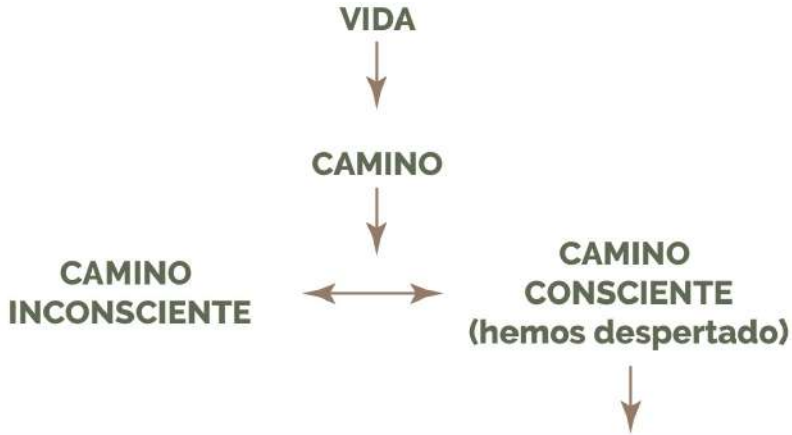 VIDA
CAMINO
CAMINO
INCONSCIENTE
CAMINO
CONSCIENTE
(hemos despertado)